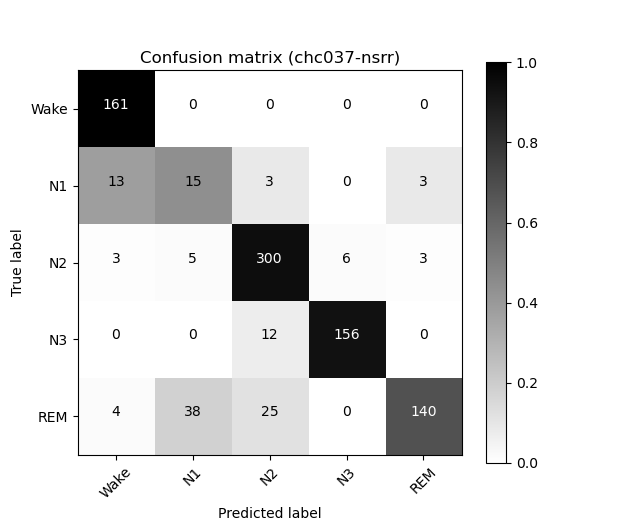 Confusion matrix (chc037-nsrr)
True label
Wake 161 0 0 0 0
N1 13 15 3 0 3
N2 3 5 300 6 3
N3 0 0 12 156 0
REM 4 38 25 0 140
Wake N1 N2 N3 REM
Predicted label
1.0
0.8
0.6
0.4
0.2
0.0